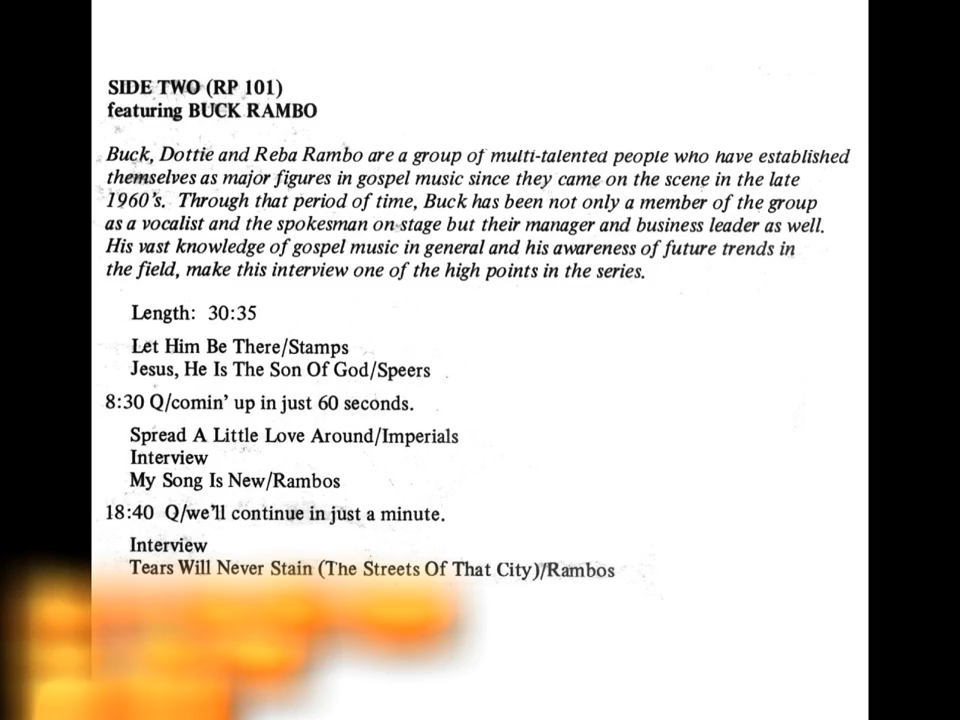 SIDE TWO (RP 101)
featuring BUCK RAMBO
Buck, Dottie and Reba Rambo are a group of multi-talented people who have established
themselves as major figures in gospel music since they came on the scene in the late
1960's. Through that period of time, Buck has been not only a member of the group
as a vocalist and the spokesman on stage but their manager and business leader as well.
His vast knowledge of gospel music in general and his awareness of future trends in
the field, make this interview one of the high points in the series.
Length: 30:35
Let Him Be There/Stamps
Jesus, He Is The Son Of God/Speers
8:30 Q/comin' up in just 60 seconds.
Spread A Little Love Around/Imperials
Interview
My Song Is New/Rambos
18:40 Q/we'll continue in just a minute.
Interview
Tears Will Never Stain (The Streets Of That City)/Rambos